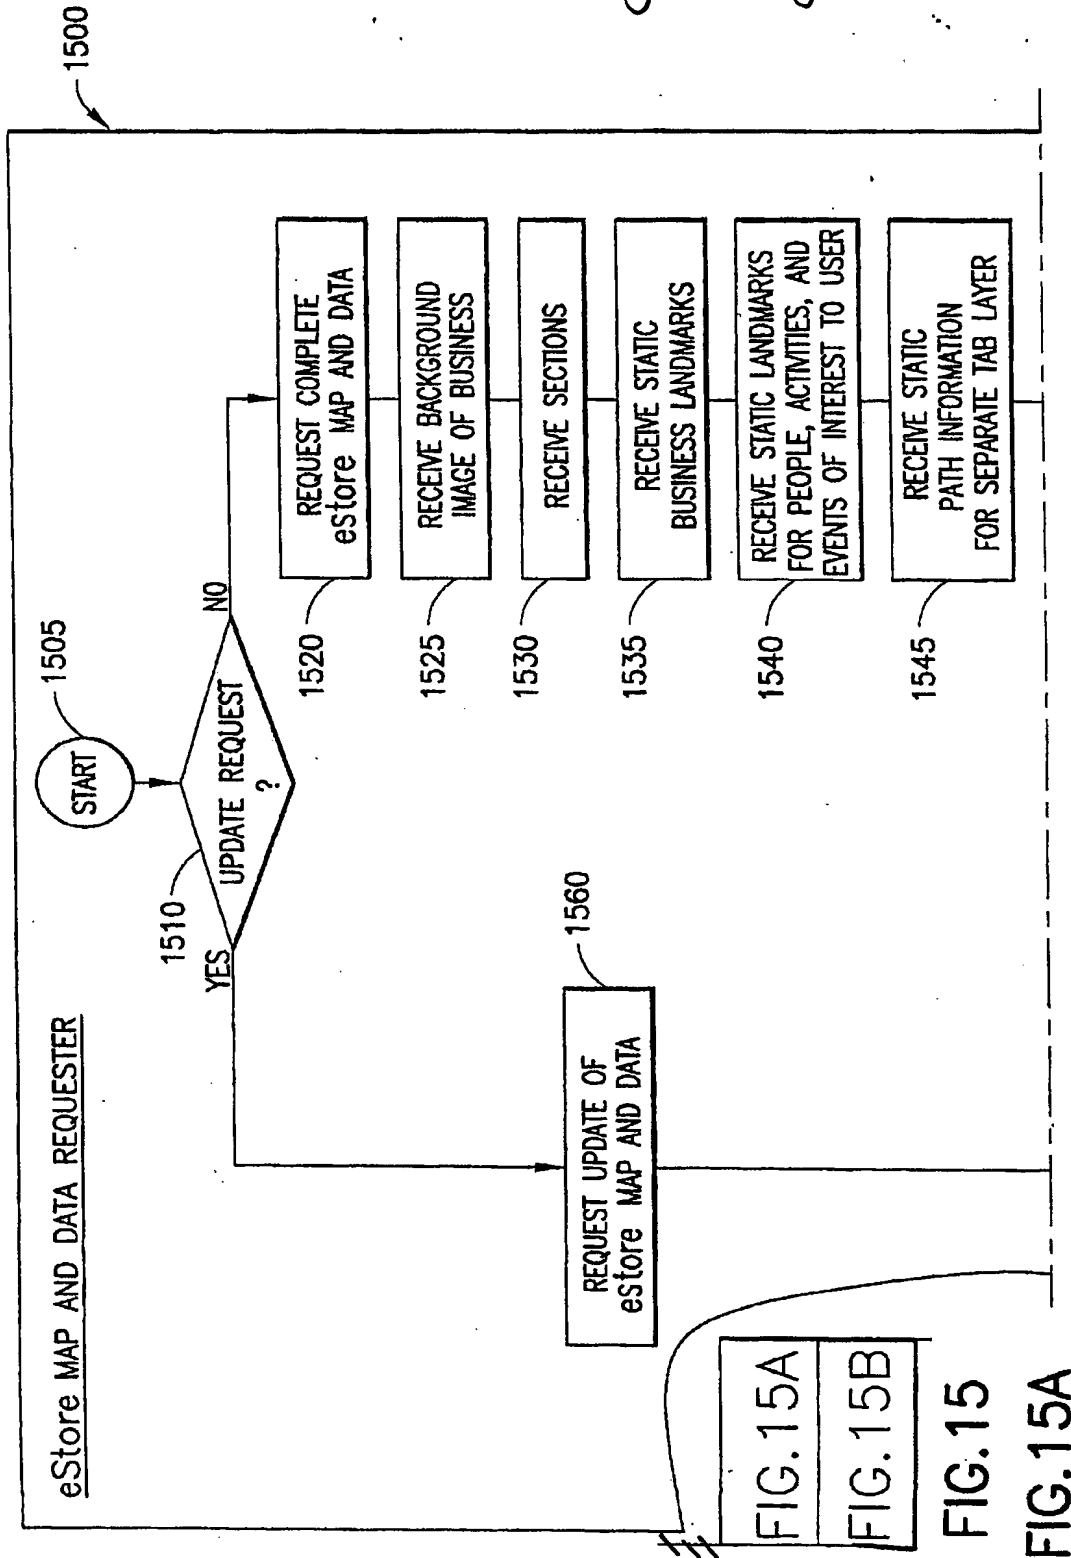 eStore MAP AND DATA REQUESTER
1500
START
1505
1510
UPDATE REQUEST
?
YES
NO
1520
REQUEST COMPLETE
eStore MAP AND DATA
1525
RECEIVE BACKGROUND
IMAGE OF BUSINESS
1530
RECEIVE SECTIONS
1535
RECEIVE STATIC
BUSINESS LANDMARKS
1540
RECEIVE STATIC LANDMARKS
FOR PEOPLE, ACTIVITIES, AND
EVENTS OF INTEREST TO USER
1545
RECEIVE STATIC
PATH INFORMATION
FOR SEPARATE TAB LAYER
1560
REQUEST UPDATE OF
eStore MAP AND DATA
FIG.15A
FIG.15B
FIG.15
FIG.15A